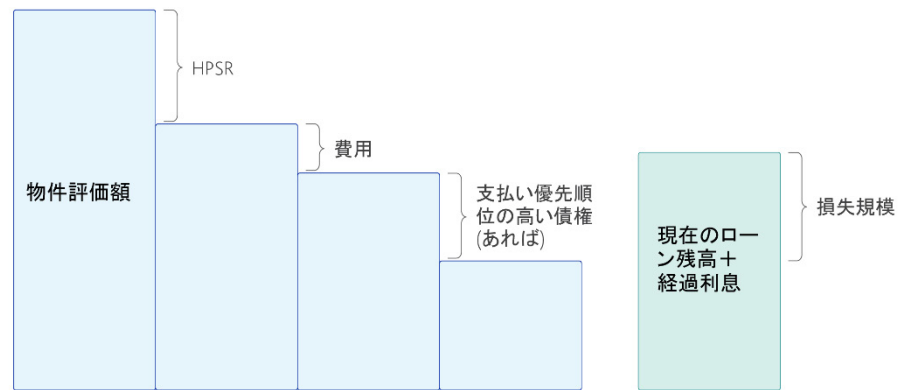 HPSR
費用
物件評価額
支払い優先順
位の高い債権
(あれば)
損失規模
現在のロー
ン残高＋
経過利息